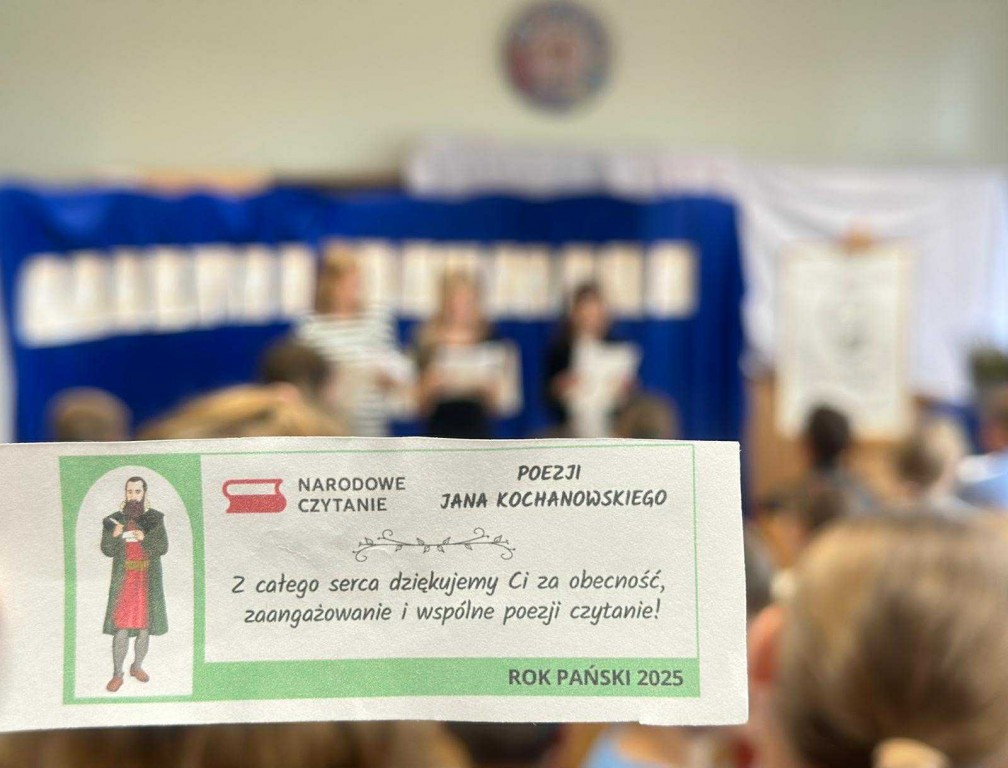 NARODOWE
CZYTANIE
POEZJI
JANA KOCHANOWSKIEGO
Z całego serca dziękujemy Ci za obecność,
zaangażowanie i wspólne poezji czytanie!
ROK PAŃSKI 2025